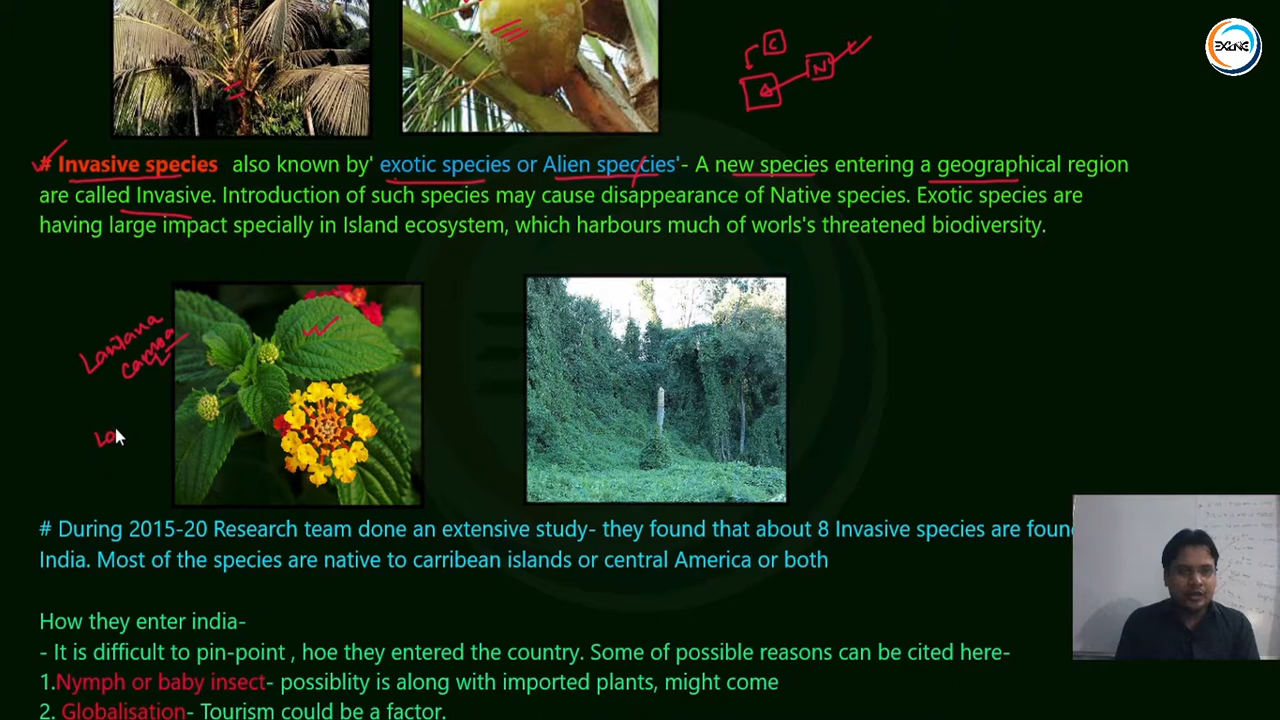 EXONE
C
A
N
# Invasive species also known by' exotic species or Alien speccies'- A new species entering a geographical region
are called Invasive. Introduction of such species may cause disappearance of Native species. Exotic species are
having large impact specially in Island ecosystem, which harbours much of worls's threatened biodiversity.
Lantana
camara
Lo
# During 2015-20 Research team done an extensive study- they found that about 8 Invasive species are foun
India. Most of the species are native to carribean islands or central America or both
How they enter india-
- It is difficult to pin-point , hoe they entered the country. Some of possible reasons can be cited here-
1.Nymph or baby insect- possiblity is along with imported plants, might come
2. Globalisation- Tourism could be a factor.